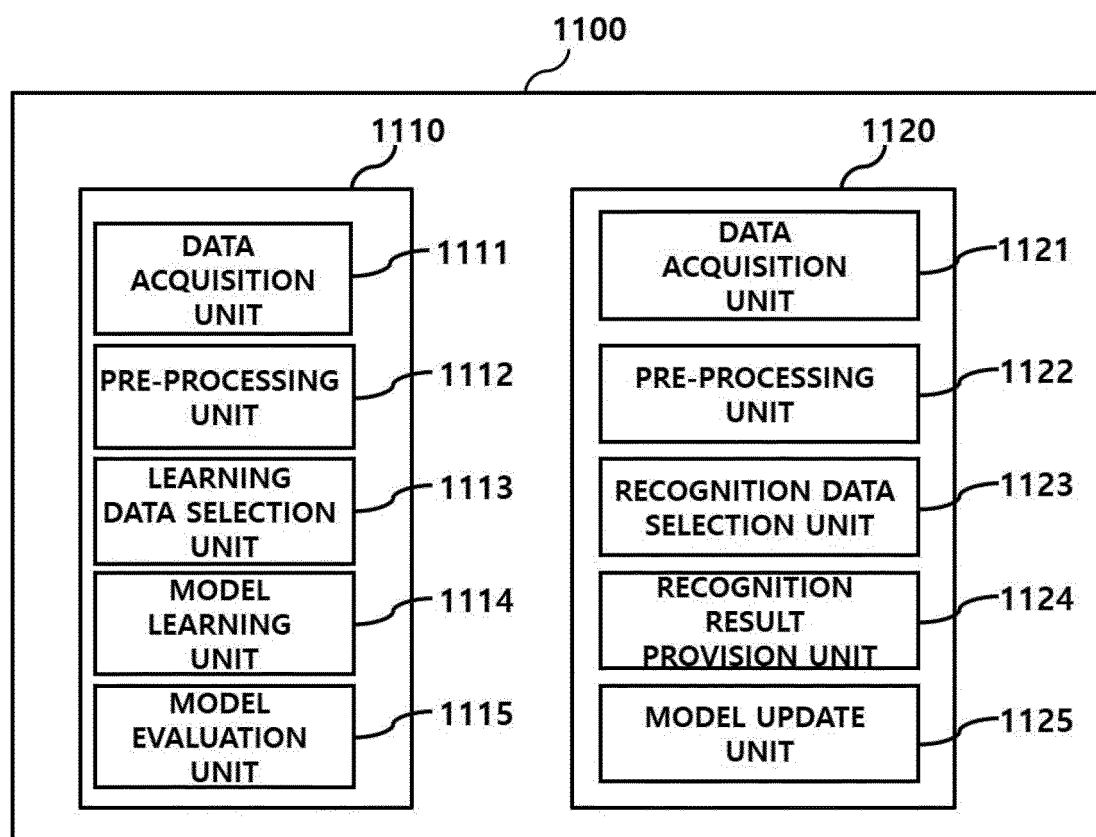 1100
1110
DATA
ACQUISITION
UNIT
1111
PRE-PROCESSING
UNIT
1112
LEARNING
DATA SELECTION
UNIT
1113
MODEL
LEARNING
UNIT
1114
MODEL
EVALUATION
UNIT
1115
1120
DATA
ACQUISITION
UNIT
1121
PRE-PROCESSING
UNIT
1122
RECOGNITION DATA
SELECTION UNIT
1123
RECOGNITION
RESULT
PROVISION UNIT
1124
MODEL UPDATE
UNIT
1125